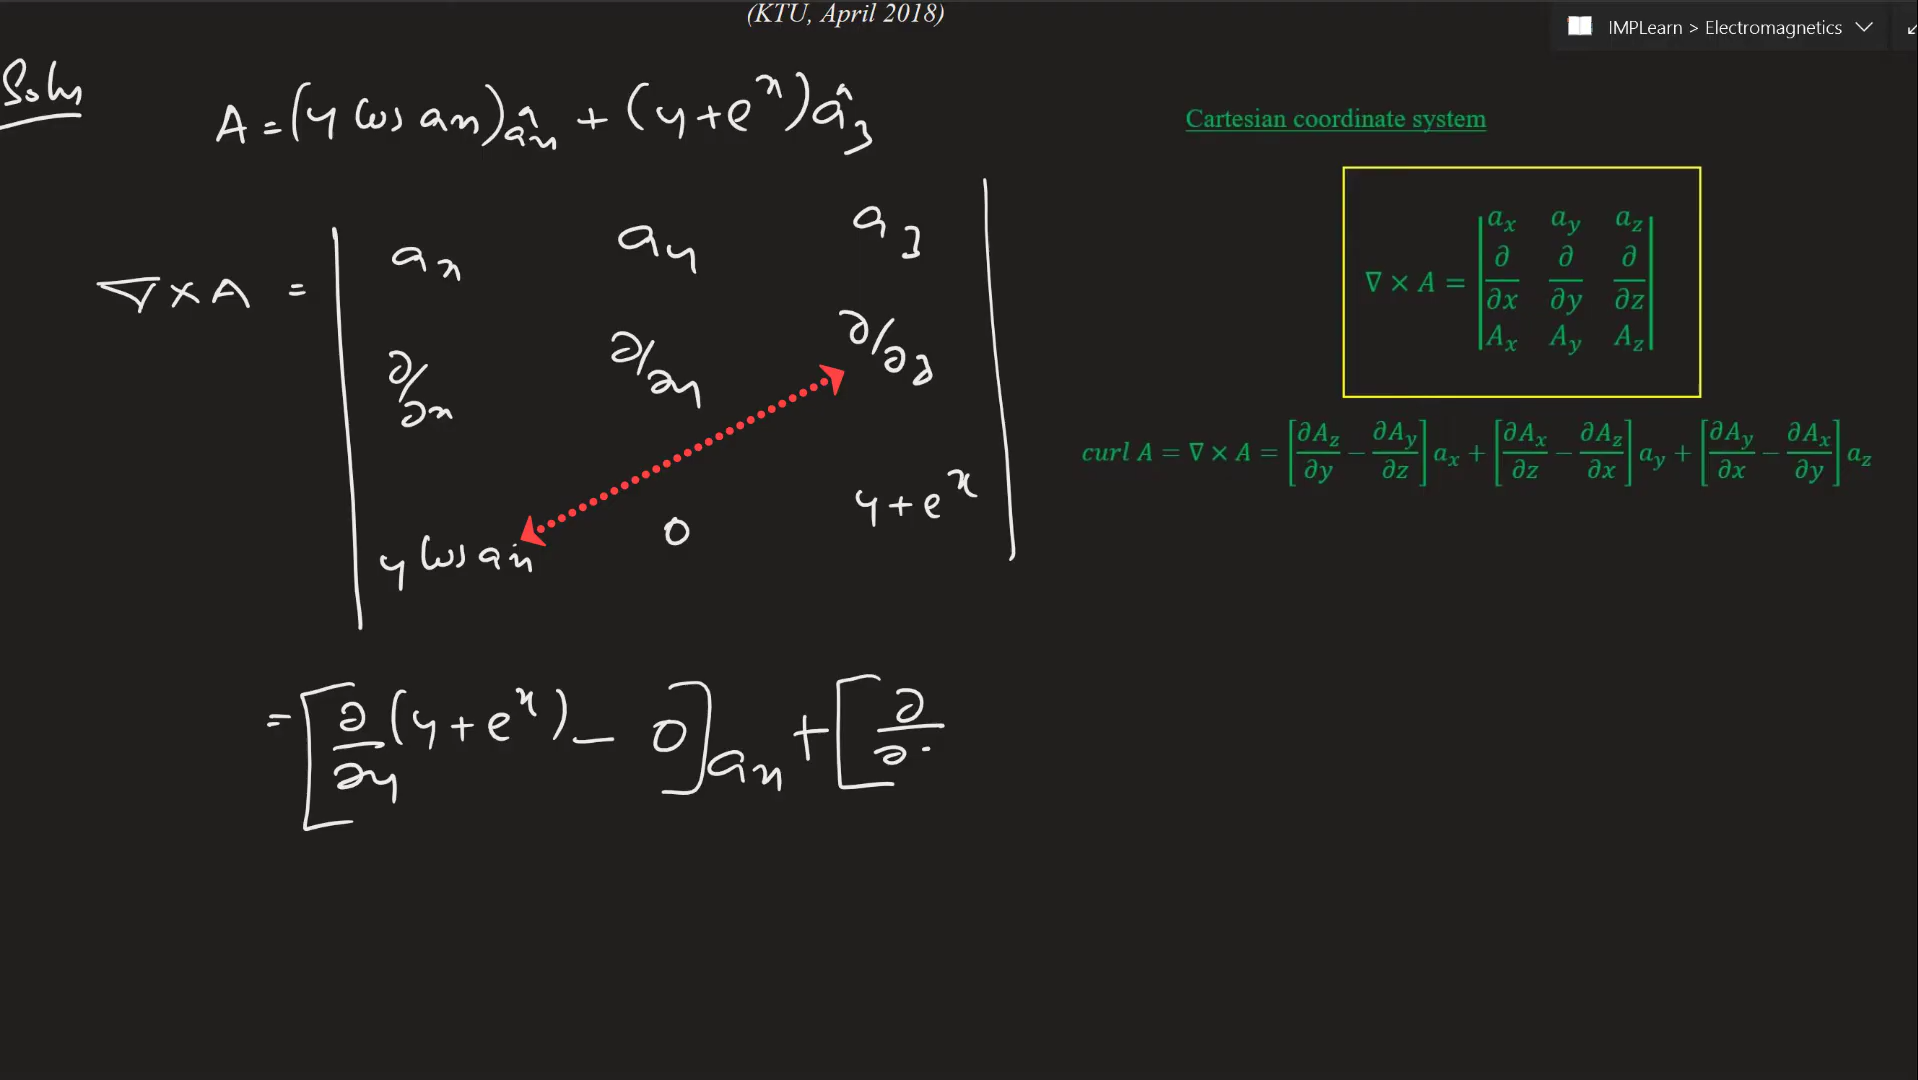 (KTU, April 2018)
IMPLearn > Electromagnetics
Soln
A = (y cos ax) âx + (y + e^x) âz
Cartesian coordinate system
∇ × A = | ax ay az |
| ∂/∂x ∂/∂y ∂/∂z |
| y cos ax 0 y + e^x |
∇ × A = | ax ay az |
| ∂/∂x ∂/∂y ∂/∂z |
| Ax Ay Az |
curl A = ∇ × A = [∂Az/∂y − ∂Ay/∂z] ax + [∂Ax/∂z − ∂Az/∂x] ay + [∂Ay/∂x − ∂Ax/∂y] az
= [∂/∂y (y + e^x) − 0] ax + [∂/∂